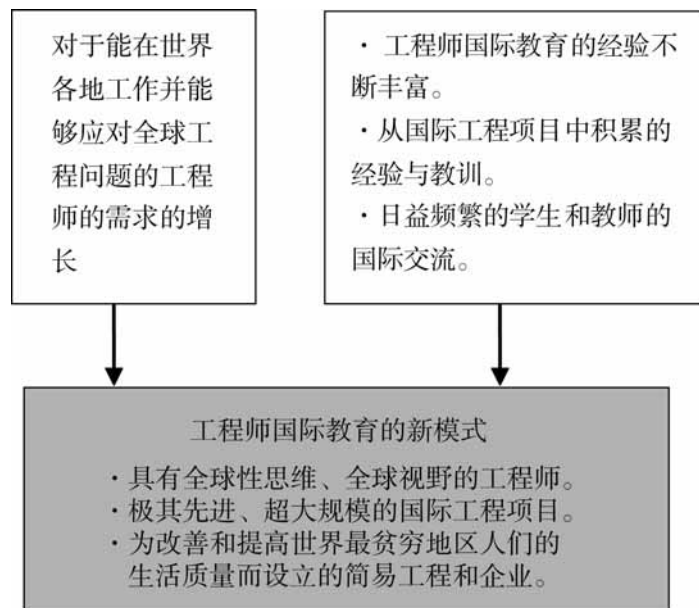 对于能在世界
各地工作并能
够应对全球工
程问题的工程
师的需求的增
长
· 工程师国际教育的经验不
断丰富。
· 从国际工程项目中积累的
经验与教训。
· 日益频繁的学生和教师的
国际交流。
工程师国际教育的新模式
· 具有全球性思维、全球视野的工程师。
· 极其先进、超大规模的国际工程项目。
· 为改善和提高世界最贫穷地区人们的
生活质量而设立的简易工程和企业。